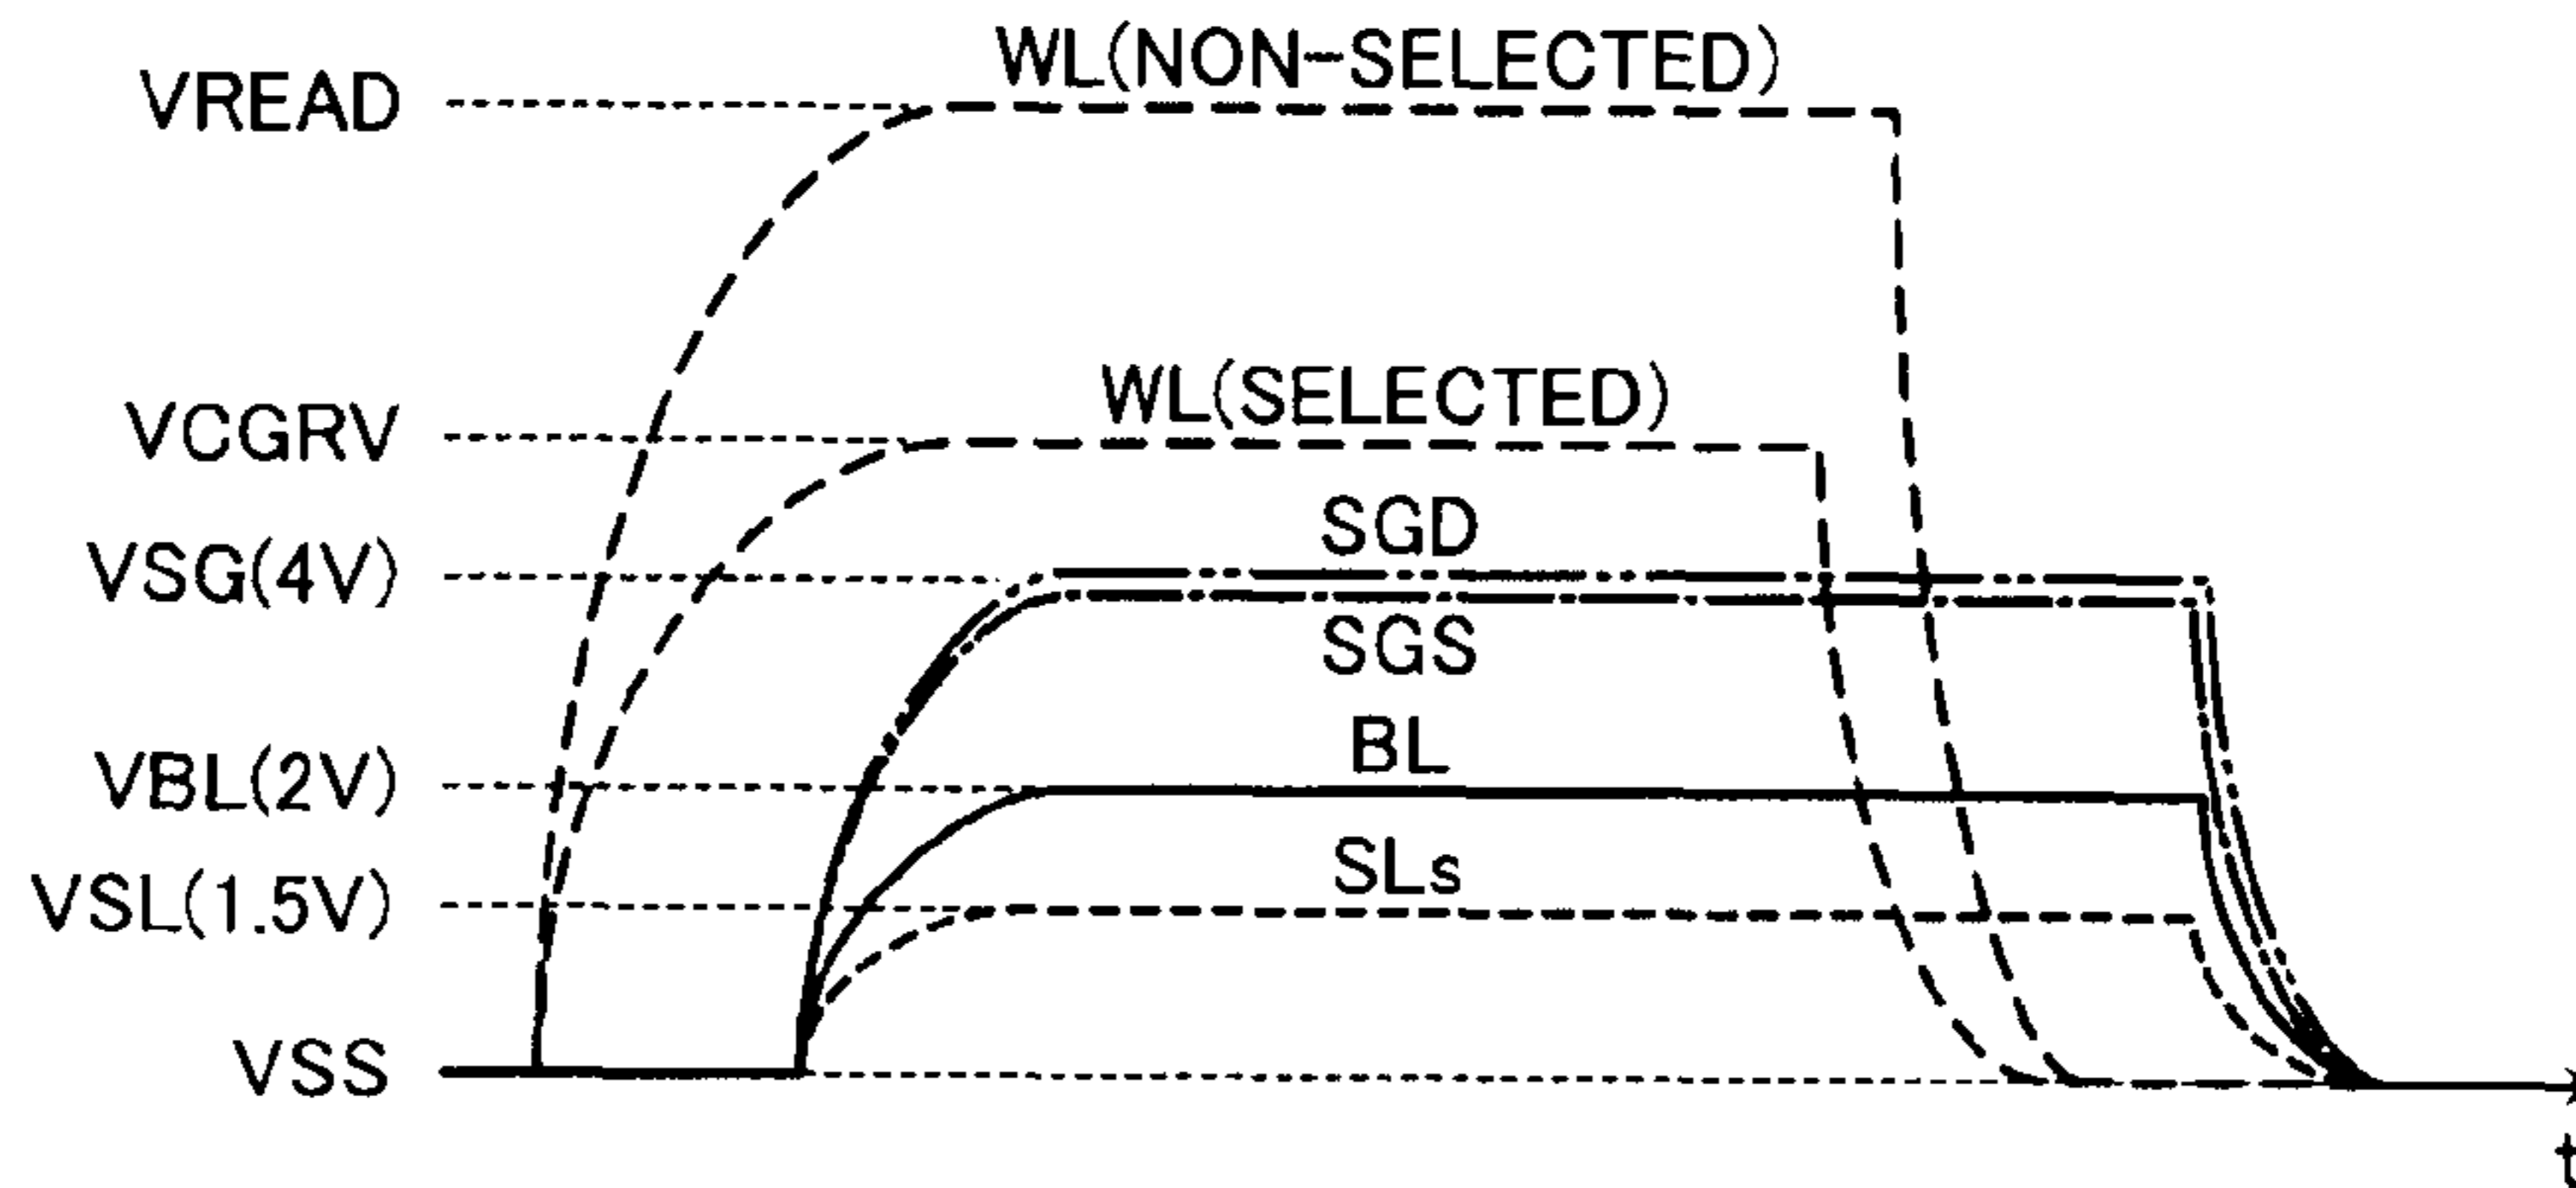 WL(NON-SELECTED)
VREAD
WL(SELECTED)
VCGRV
SGD
VSG(4V)
SGS
BL
VBL(2V)
SLs
VSL(1.5V)
VSS
t